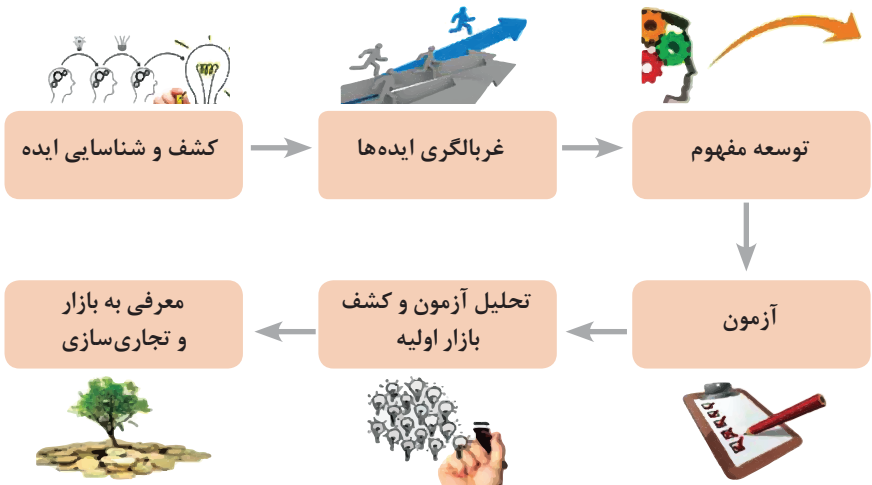 کشف و شناسایی ایده
غربالگری ایده‌ها
توسعه مفهوم
آزمون
تحلیل آزمون و کشف
بازار اولیه
معرفی به بازار
و تجاری‌سازی